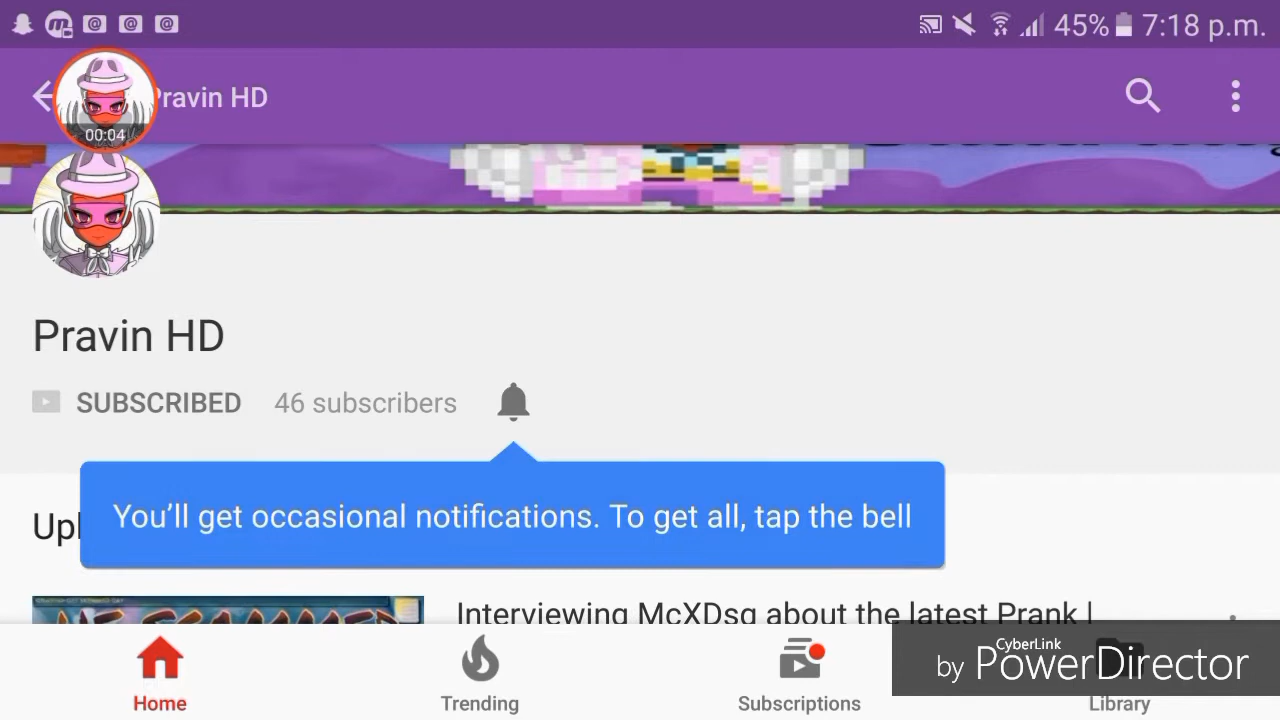 45% 7:18 p.m.
00:04
Pravin HD
Pravin HD
SUBSCRIBED 46 subscribers
You'll get occasional notifications. To get all, tap the bell
Upl
Interviewing McXDsg about the latest Prank |
Home
Trending
Subscriptions
Library
CyberLink
by PowerDirector